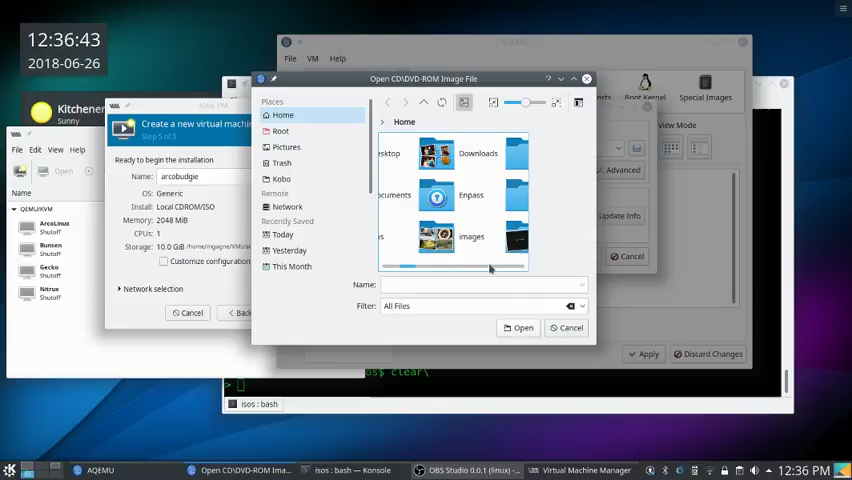 12:36:43
2018-06-26
Kitchener
Sunny
File VM Help
Boot Kernel
Special Images
View Mode
Advanced
Update Info
Cancel
Apply
Discard Changes
New VM
Create a new virtual machin
Step 5 of 5
Ready to begin the installation
Name: arcobudgie
OS: Generic
Install: Local CDROM/ISO
Memory: 2048 MiB
CPUs: 1
Storage: 10.0 GiB /home/mgagne/VMs/ar
Customize configuration
Network selection
Cancel
Back
File Edit View Help
Open
Name
QEMU/KVM
ArcoLinux
Shutoff
Bunsen
Shutoff
Gecko
Shutoff
Nitrux
Shutoff
Open CD\DVD-ROM Image File
Places
Home
Root
Pictures
Trash
Kobo
Remote
Network
Recently Saved
Today
Yesterday
This Month
Home
esktop
Downloads
ocuments
Enpass
images
Name:
Filter: All Files
Open
Cancel
os$ clear\
>
isos : bash
AQEMU
Open CD\DVD-ROM Ima...
isos : bash — Konsole
OBS Studio 0.0.1 (linux) -...
Virtual Machine Manager
12:36 PM